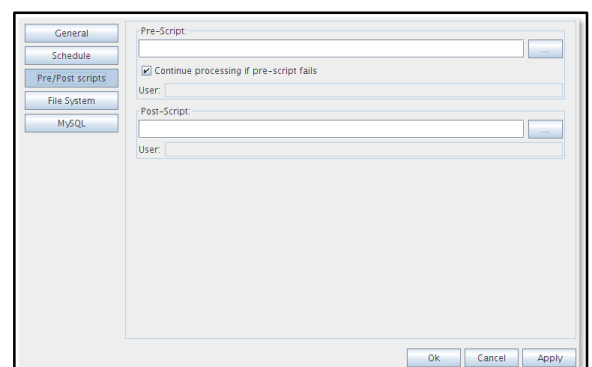 General
Schedule
Pre/Post scripts
File System
MySQL
Pre-Script:
...
Continue processing if pre-script fails
User:
Post-Script:
...
User:
Ok
Cancel
Apply